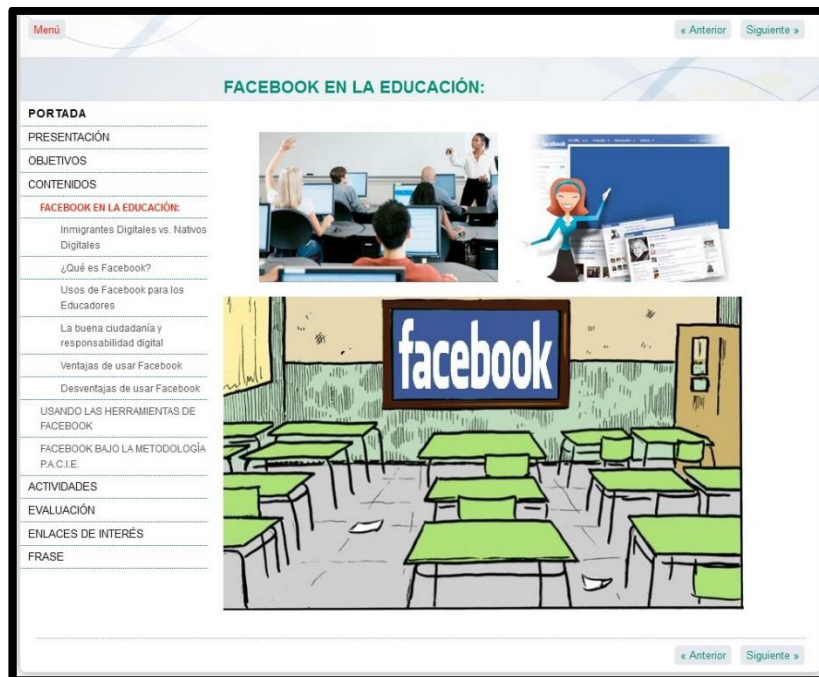 Menú
« Anterior
Siguiente »
FACEBOOK EN LA EDUCACIÓN:
PORTADA
PRESENTACIÓN
OBJETIVOS
CONTENIDOS
FACEBOOK EN LA EDUCACIÓN:
Inmigrantes Digitales vs. Nativos
Digitales
¿Qué es Facebook?
Usos de Facebook para los
Educadores
La buena ciudadanía y
responsabilidad digital
Ventajas de usar Facebook
Desventajas de usar Facebook
USANDO LAS HERRAMIENTAS DE
FACEBOOK
FACEBOOK BAJO LA METODOLOGÍA
P.A.C.I.E.
ACTIVIDADES
EVALUACIÓN
ENLACES DE INTERÉS
FRASE
facebook
facebook
« Anterior
Siguiente »